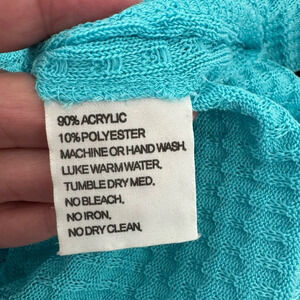 90% ACRYLIC
10% POLYESTER
MACHINE OR HAND WASH.
LUKE WARM WATER.
TUMBLE DRY MED.
NO BLEACH.
NO IRON.
NO DRY CLEAN.